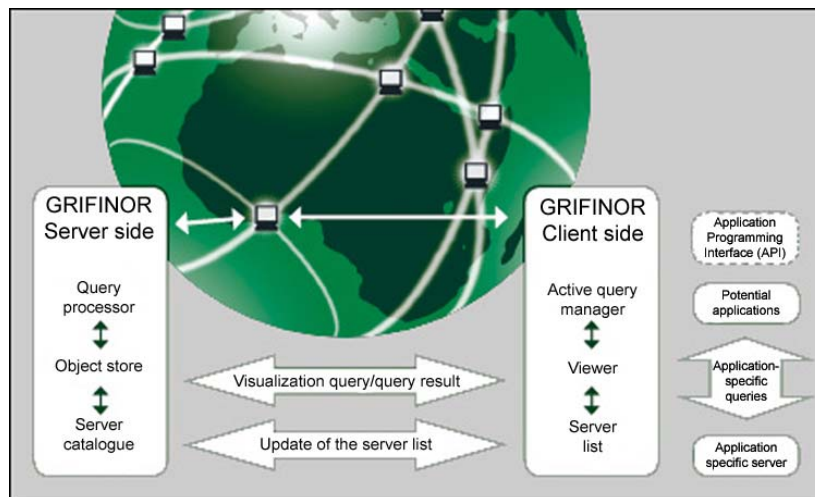 GRIFINOR
Server side
Query
processor
Object store
Server
catalogue
Visualization query/query result
Update of the server list
GRIFINOR
Client side
Active query
manager
Viewer
Server
list
Application
Programming
Interface (API)
Potential
applications
Application-
specific
queries
Application
specific server